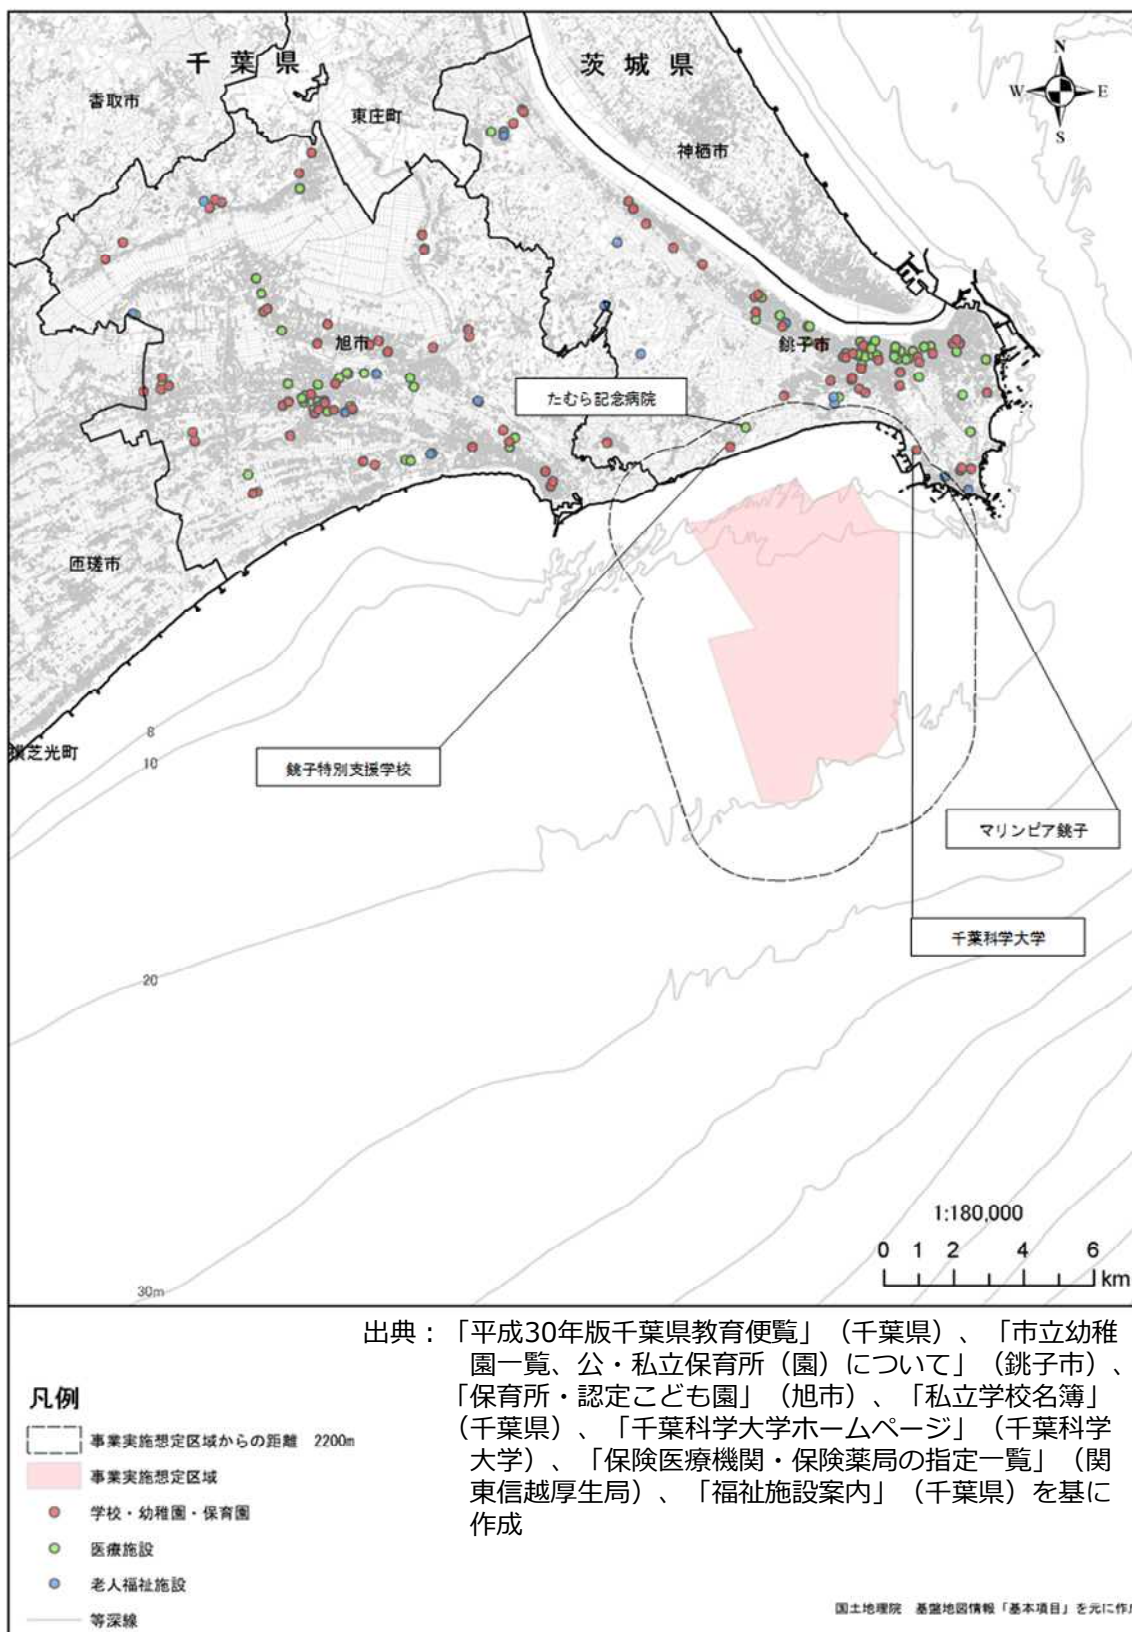 千葉県
茨城県
N
W
E
S
香取市
東庄町
神栖市
旭市
銚子市
たむら記念病院
匝瑳市
8
横芝光町
10
銚子特別支援学校
マリンピア銚子
千葉科学大学
20
1:180,000
0 1 2 4 6
km
30m
出典：「平成30年版千葉県教育便覧」（千葉県）、「市立幼稚
園一覧、公・私立保育所（園）について」（銚子市）、
「保育所・認定こども園」（旭市）、「私立学校名簿」
（千葉県）、「千葉科学大学ホームページ」（千葉科学
大学）、「保険医療機関・保険薬局の指定一覧」（関
東信越厚生局）、「福祉施設案内」（千葉県）を基に
作成
凡例
事業実施想定区域からの距離 2200m
事業実施想定区域
学校・幼稚園・保育園
医療施設
老人福祉施設
等深線
国土地理院 基盤地図情報「基本項目」を元に作成